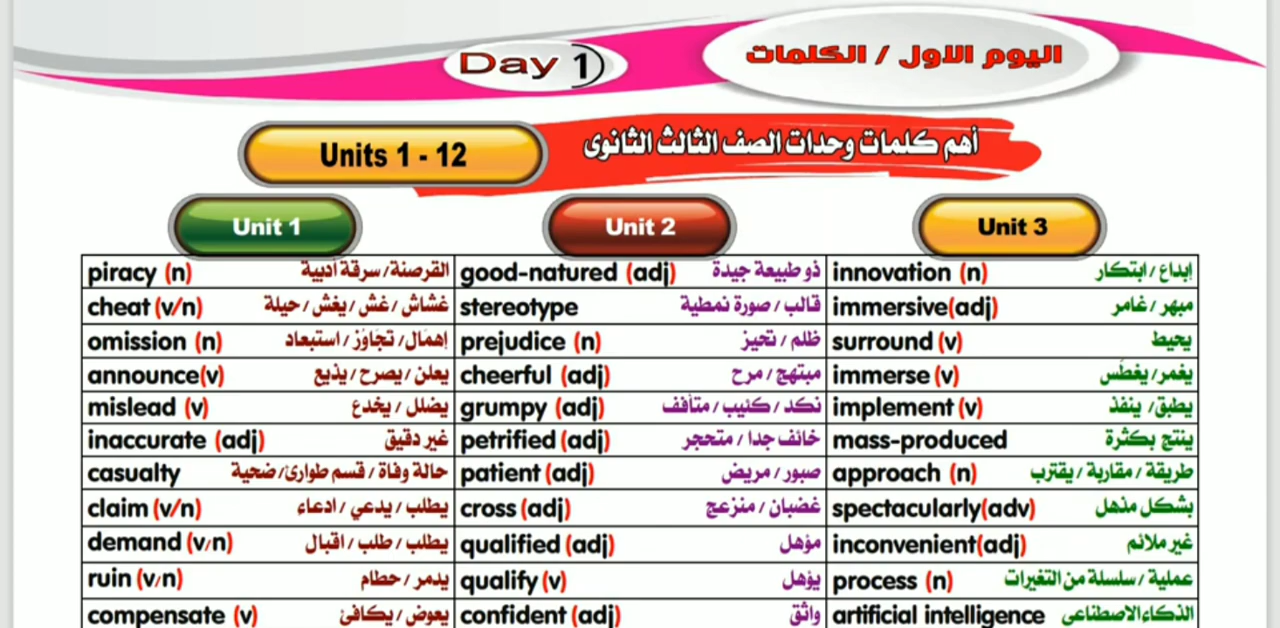 Day 1
اليوم الاول / الكلمات
Units 1 - 12
أهم كلمات وحدات الصف الثالث الثانوى
Unit 1 Unit 2 Unit 3
piracy (n) القرصنة/ سرقة أدبية good-natured (adj) ذو طبيعة جيدة innovation (n) إبداع / ابتكار
cheat (v/n) غشاش / غش / يغش / حيلة stereotype قالب / صورة نمطية immersive(adj) مبهر / غامر
omission (n) إهمَال/ تجَاوُز / استبعاد prejudice (n) ظلم / تحيز surround (v) يحيط
announce(v) يعلن / يصرح / يذيع cheerful (adj) مبتهج / مرح immerse (v) يغمر/ يغطّس
mislead (v) يضلل / يخدع grumpy (adj) نكد / كئيب / متأفف implement (v) يطبق/ ينفذ
inaccurate (adj) غير دقيق petrified (adj) خائف جدا / متحجر mass-produced ينتج بكثرة
casualty حالة وفاة / قسم طوارئ/ ضحية patient (adj) صبور / مريض approach (n) طريقة / مقاربة / يقترب
claim (v/n) يطلب / يدعي / ادعاء cross (adj) غضبان / منزعج spectacularly(adv) بشكل مذهل
demand (v/n) يطلب / طلب / اقبال qualified (adj) مؤهل inconvenient(adj) غير ملائم
ruin (v/n) يدمر / حطام qualify (v) يؤهل process (n) عملية / سلسلة من التغيرات
compensate (v) يعوض / يكافئ confident (adj) واثق artificial intelligence الذكاء الاصطناعى